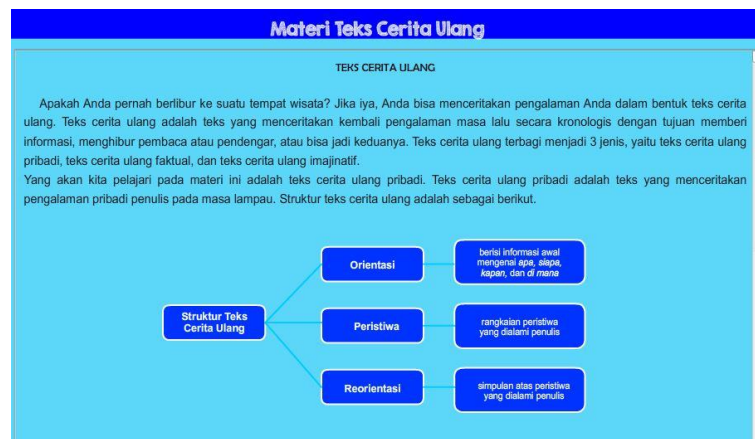 Materi Teks Cerita Ulang
TEKS CERITA ULANG
Apakah Anda pernah berlibur ke suatu tempat wisata? Jika iya, Anda bisa menceritakan pengalaman Anda dalam bentuk teks cerita
ulang. Teks cerita ulang adalah teks yang menceritakan kembali pengalaman masa lalu secara kronologis dengan tujuan memberi
informasi, menghibur pembaca atau pendengar, atau bisa jadi keduanya. Teks cerita ulang terbagi menjadi 3 jenis, yaitu teks cerita ulang
pribadi, teks cerita ulang faktual, dan teks cerita ulang imajinatif.
Yang akan kita pelajari pada materi ini adalah teks cerita ulang pribadi. Teks cerita ulang pribadi adalah teks yang menceritakan
pengalaman pribadi penulis pada masa lampau. Struktur teks cerita ulang adalah sebagai berikut.
Struktur Teks
Cerita Ulang
Orientasi
berisi informasi awal
mengenai apa, siapa,
kapan, dan di mana
Peristiwa
rangkaian peristiwa
yang dialami penulis
Reorientasi
simpulan atas peristiwa
yang dialami penulis